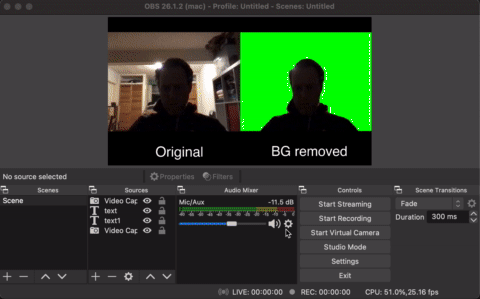 OBS 26.1.2 (mac) - Profile: Untitled - Scenes: Untitled
Original
BG removed
No source selected
Properties
Filters
Scenes
Sources
Audio Mixer
Controls
Scene Transitions
Scene
Video Cap
text
text1
Video Cap
Mic/Aux
-11.5 dB
Start Streaming
Start Recording
Start Virtual Camera
Studio Mode
Settings
Exit
Fade
Duration
300 ms
LIVE: 00:00:00
REC: 00:00:00
CPU: 51.0%,25.16 fps